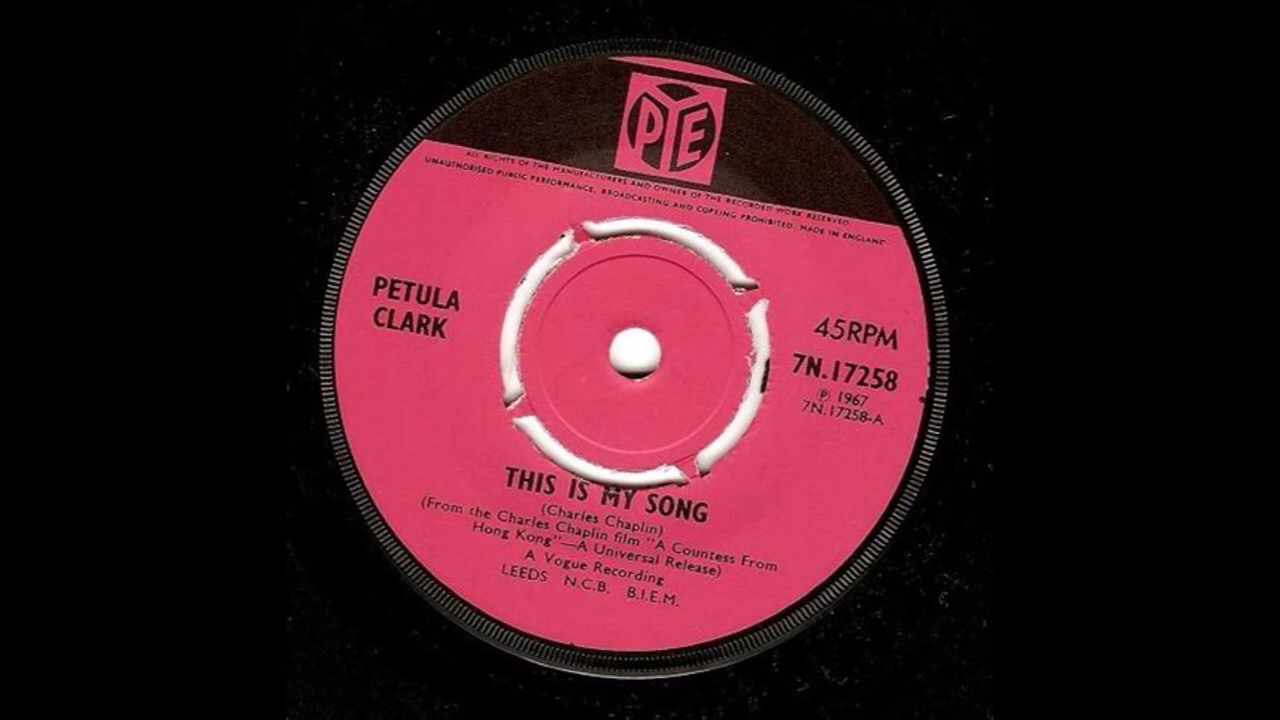 PYE
ALL RIGHTS OF THE MANUFACTURERS AND OWNER OF THE RECORDED WORK RESERVED.
UNAUTHORISED PUBLIC PERFORMANCE, BROADCASTING AND COPYING PROHIBITED. MADE IN ENGLAND
PETULA
CLARK
45RPM
7N.17258
Ⓟ 1967
7N.17258-A
THIS IS MY SONG
(Charles Chaplin)
(From the Charles Chaplin film "A Countess From
Hong Kong"—A Universal Release)
A Vogue Recording
LEEDS N.C.B. B.I.E.M.